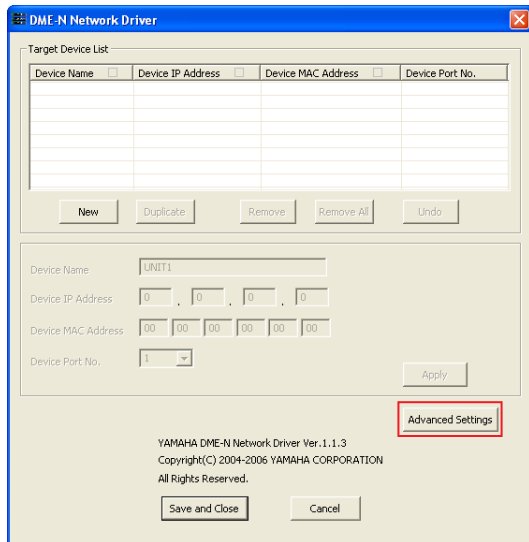 DME-N Network Driver
Target Device List
Device Name Device IP Address Device MAC Address Device Port No.
New Duplicate Remove Remove All Undo
Device Name UNIT1
Device IP Address 0 . 0 . 0 . 0
Device MAC Address 00 00 00 00 00 00
Device Port No. 1
Apply
Advanced Settings
YAMAHA DME-N Network Driver Ver.1.1.3
Copyright(C) 2004-2006 YAMAHA CORPORATION
All Rights Reserved.
Save and Close Cancel